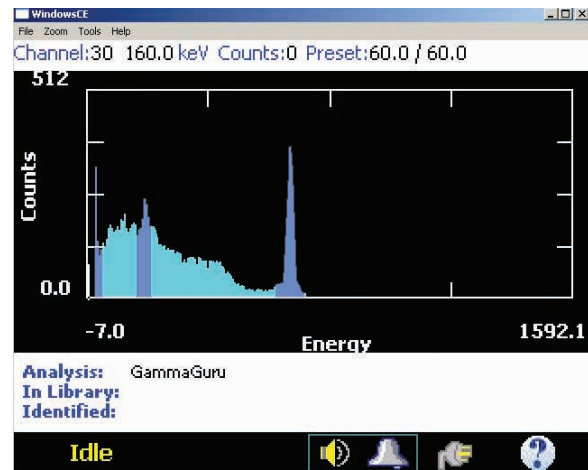 WindowsCE
File Zoom Tools Help
Channel:30 160.0 keV Counts:0 Preset:60.0 / 60.0
512
Counts
0.0
-7.0
Energy
1592.1
Analysis: GammaGuru
In Library:
Identified:
Idle
?